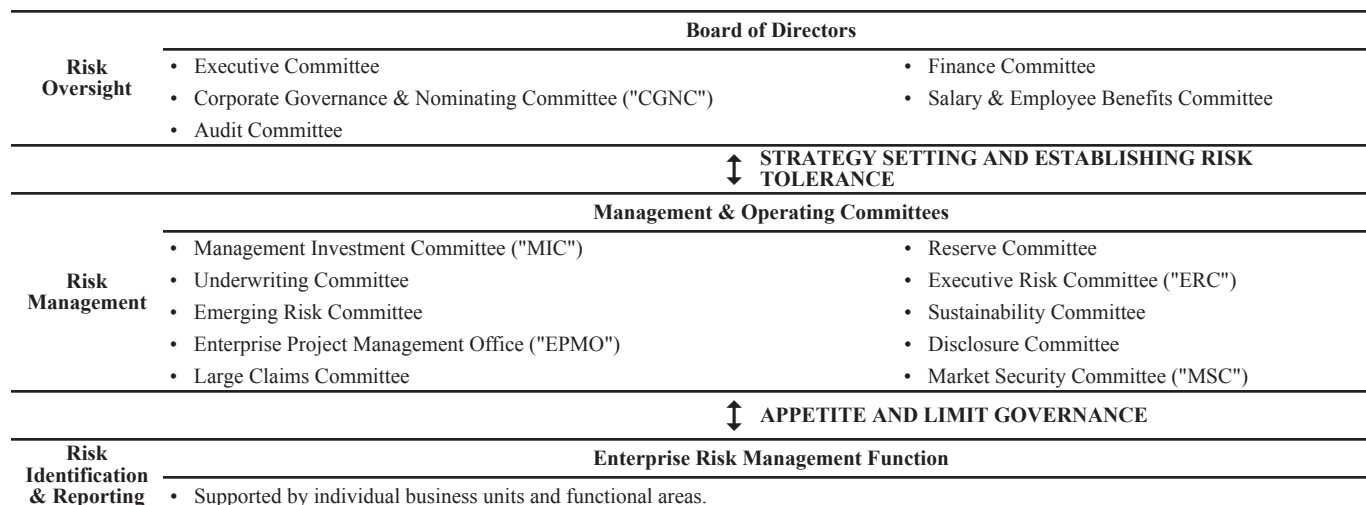 Board of Directors
Risk Oversight
• Executive Committee
• Corporate Governance & Nominating Committee ("CGNC")
• Audit Committee
• Finance Committee
• Salary & Employee Benefits Committee
STRATEGY SETTING AND ESTABLISHING RISK
TOLERANCE
Management & Operating Committees
Risk
Management
• Management Investment Committee ("MIC")
• Underwriting Committee
• Emerging Risk Committee
• Enterprise Project Management Office ("EPMO")
• Large Claims Committee
• Reserve Committee
• Executive Risk Committee ("ERC")
• Sustainability Committee
• Disclosure Committee
• Market Security Committee ("MSC")
APPETITE AND LIMIT GOVERNANCE
Risk
Identification
& Reporting
Enterprise Risk Management Function
• Supported by individual business units and functional areas.